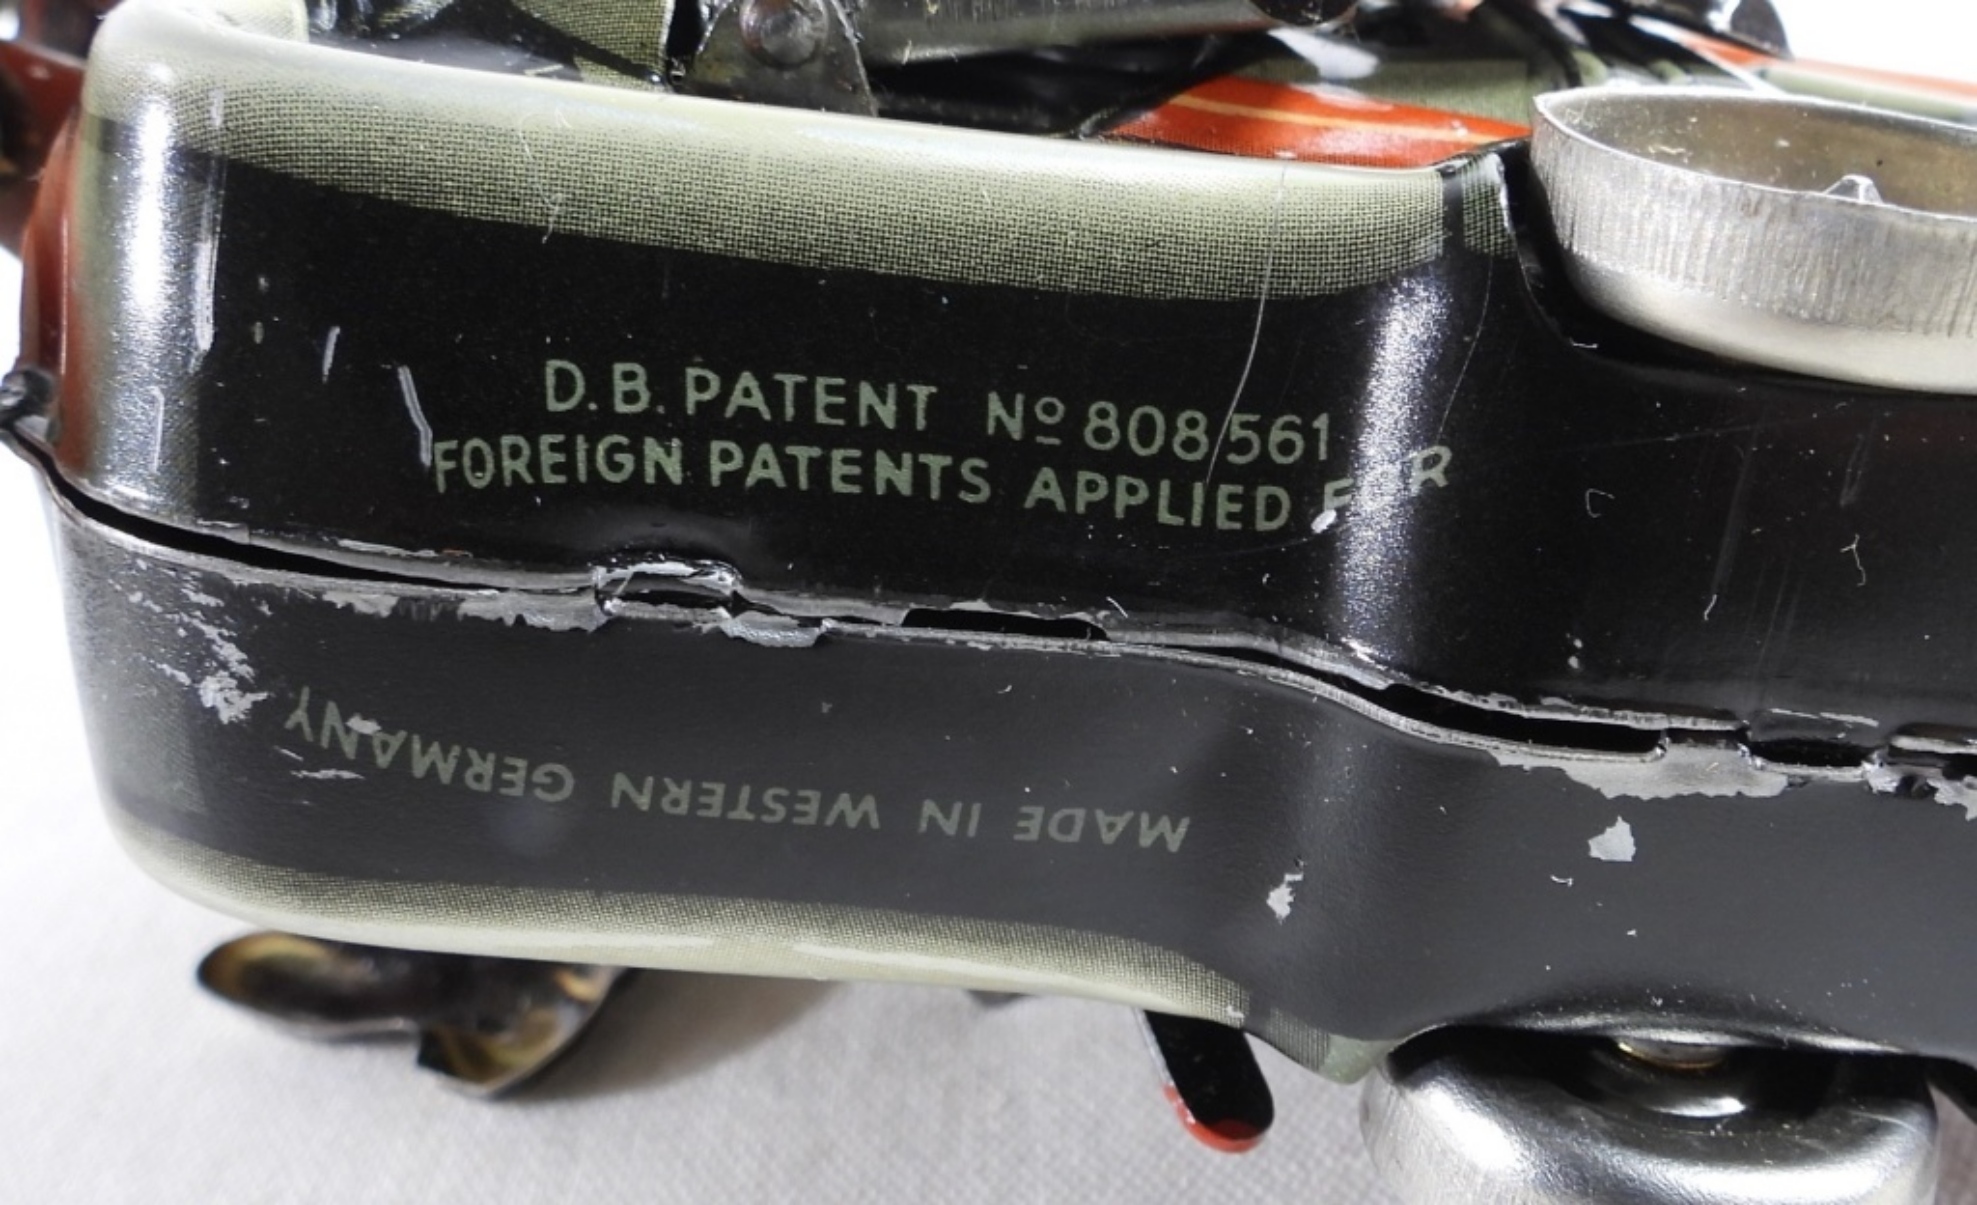 D.B. PATENT Nº 808561
FOREIGN PATENTS APPLIED FOR
MADE IN WESTERN GERMANY